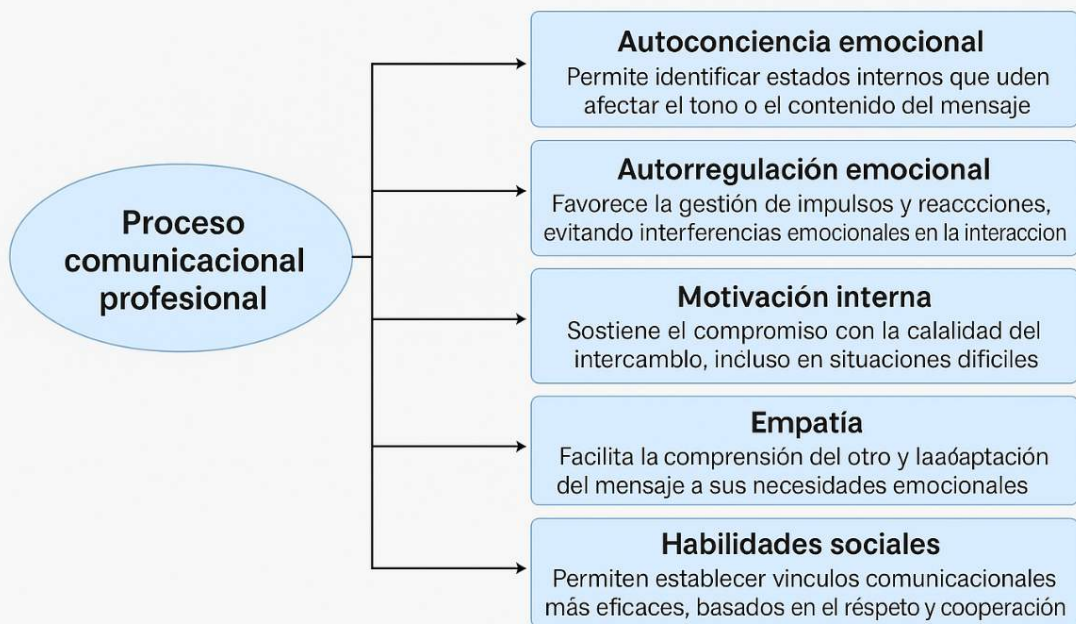 Proceso
comunicacional
profesional
Autoconciencia emocional
Permite identificar estados internos que uden
afectar el tono o el contenido del mensaje
Autorregulación emocional
Favorece la gestión de impulsos y reaccciones,
evitando interferencias emocionales en la interaccion
Motivación interna
Sostiene el compromiso con la calalidad del
intercamblo, incluso en situaciones dificiles
Empatía
Facilita la comprensión del otro y laadaptación
del mensaje a sus necesidades emocionales
Habilidades sociales
Permiten establecer vinculos comunicacionales
más eficaces, basados en el réspeto y cooperación